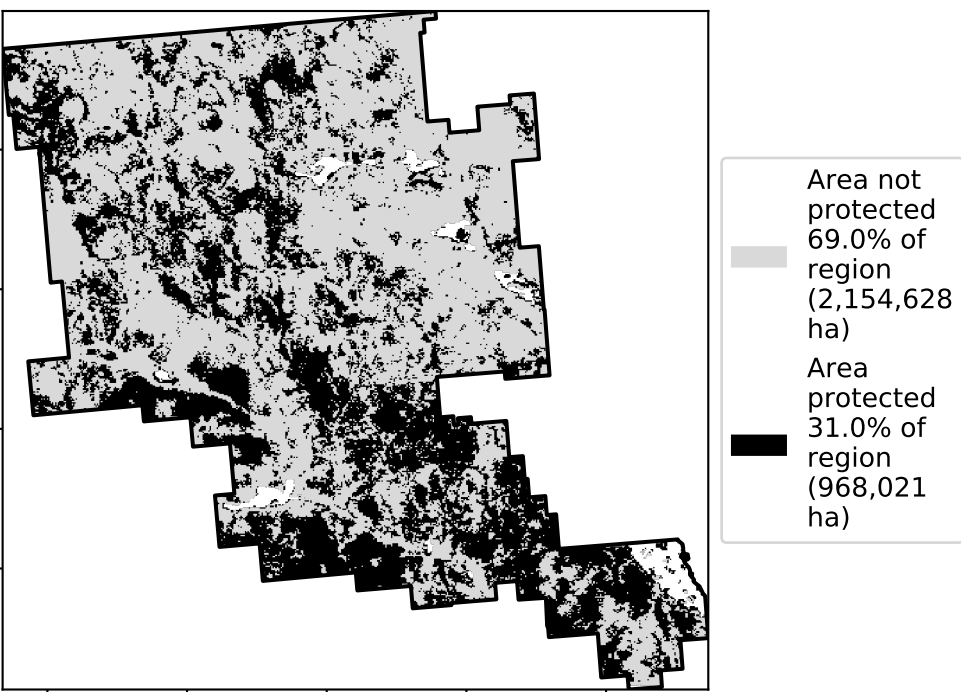 Area not
protected
69.0% of
region
(2,154,628
ha)
Area
protected
31.0% of
region
(968,021
ha)